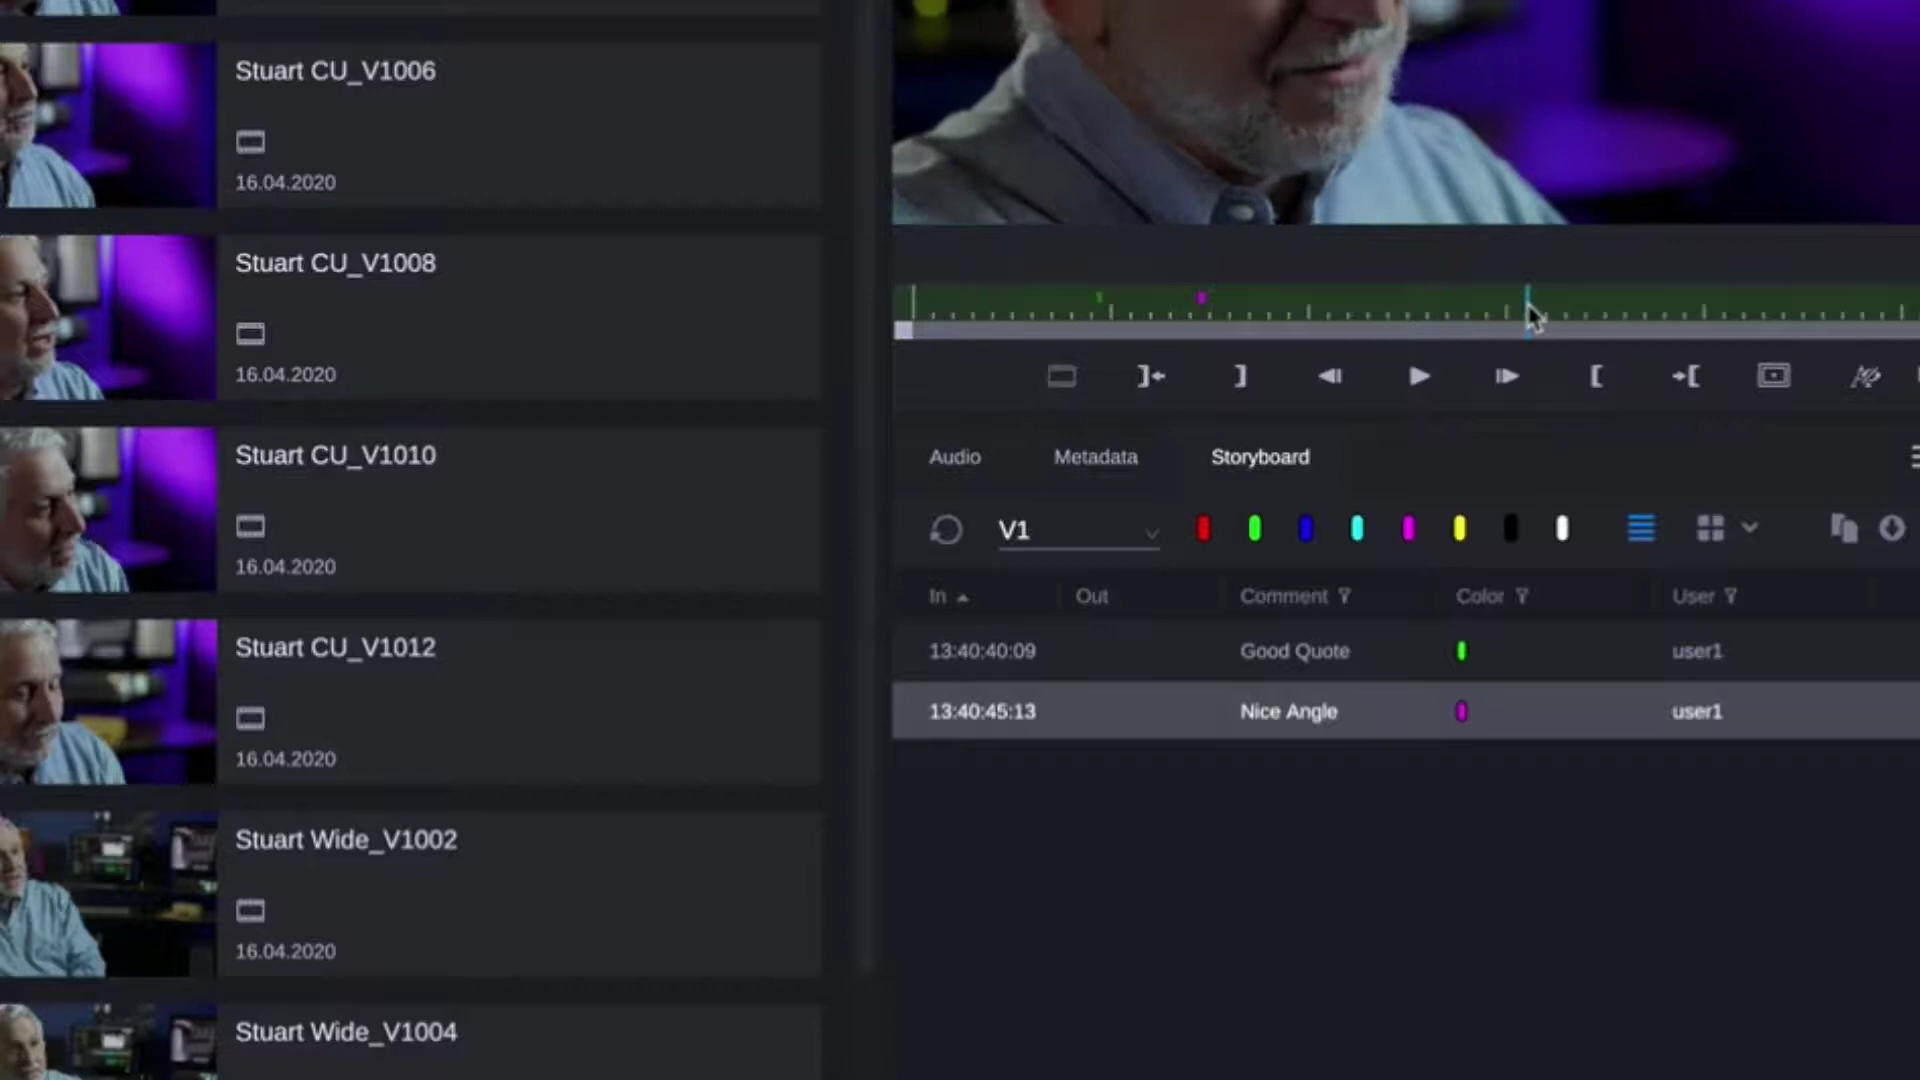 Stuart CU_V1006
16.04.2020
Stuart CU_V1008
16.04.2020
Stuart CU_V1010
16.04.2020
Stuart CU_V1012
16.04.2020
Stuart Wide_V1002
16.04.2020
Stuart Wide_V1004
Audio Metadata Storyboard
V1
In Out Comment Color User
13:40:40:09 Good Quote user1
13:40:45:13 Nice Angle user1